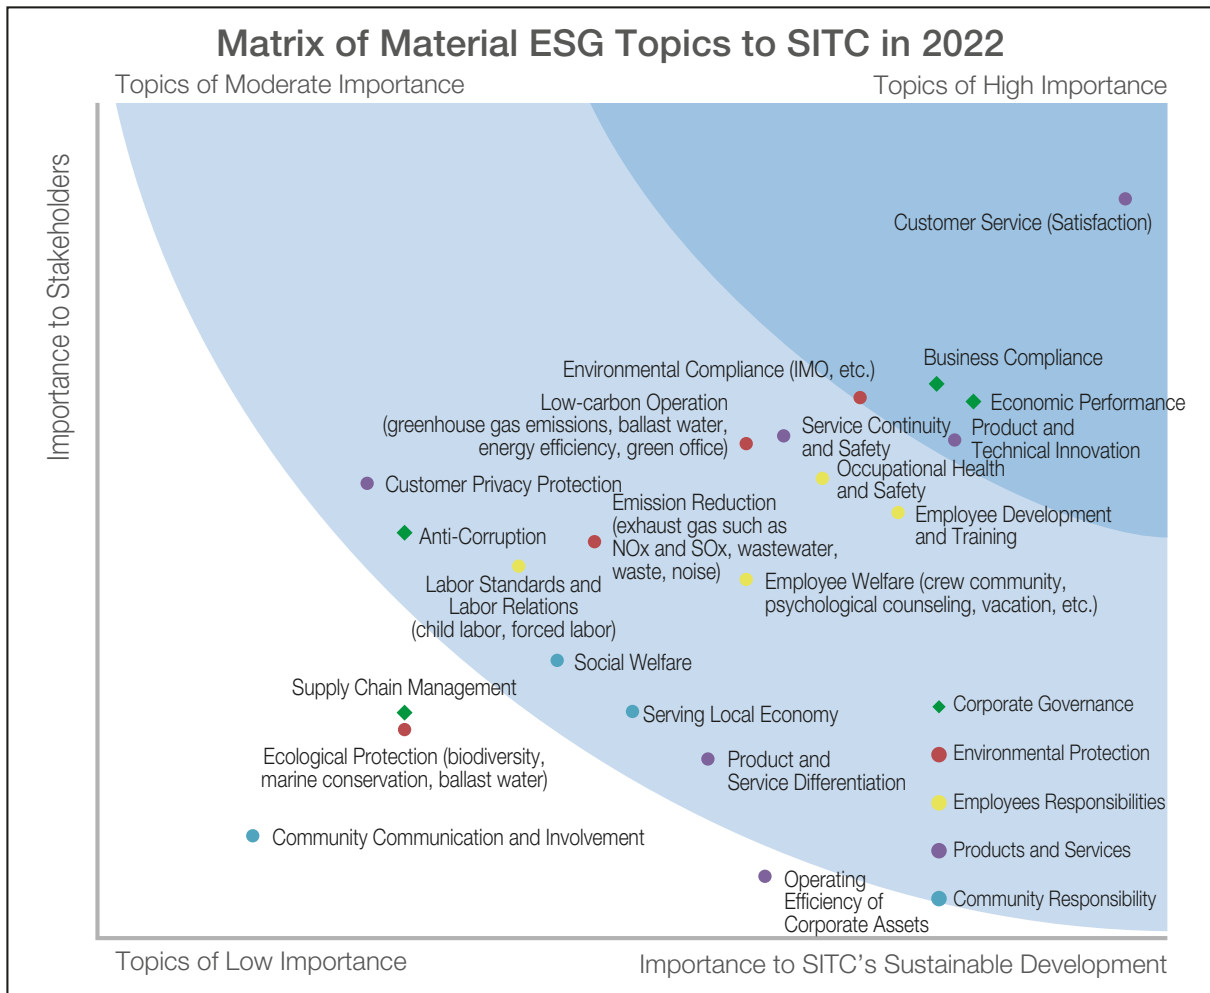 Matrix of Material ESG Topics to SITC in 2022
Topics of Moderate Importance
Topics of High Importance
Importance to Stakeholders
Customer Service (Satisfaction)
Business Compliance
Environmental Compliance (IMO, etc.)
Economic Performance
Low-carbon Operation
(greenhouse gas emissions, ballast water,
energy efficiency, green office)
Service Continuity
and Safety
Product and
Technical Innovation
Occupational Health
and Safety
Customer Privacy Protection
Emission Reduction
(exhaust gas such as
NOx and SOx, wastewater,
waste, noise)
Employee Development
and Training
Anti-Corruption
Labor Standards and
Labor Relations
(child labor, forced labor)
Employee Welfare (crew community,
psychological counseling, vacation, etc.)
Social Welfare
Supply Chain Management
Serving Local Economy
Ecological Protection (biodiversity,
marine conservation, ballast water)
Product and
Service Differentiation
Community Communication and Involvement
Operating
Efficiency of
Corporate Assets
Corporate Governance
Environmental Protection
Employees Responsibilities
Products and Services
Community Responsibility
Topics of Low Importance
Importance to SITC's Sustainable Development